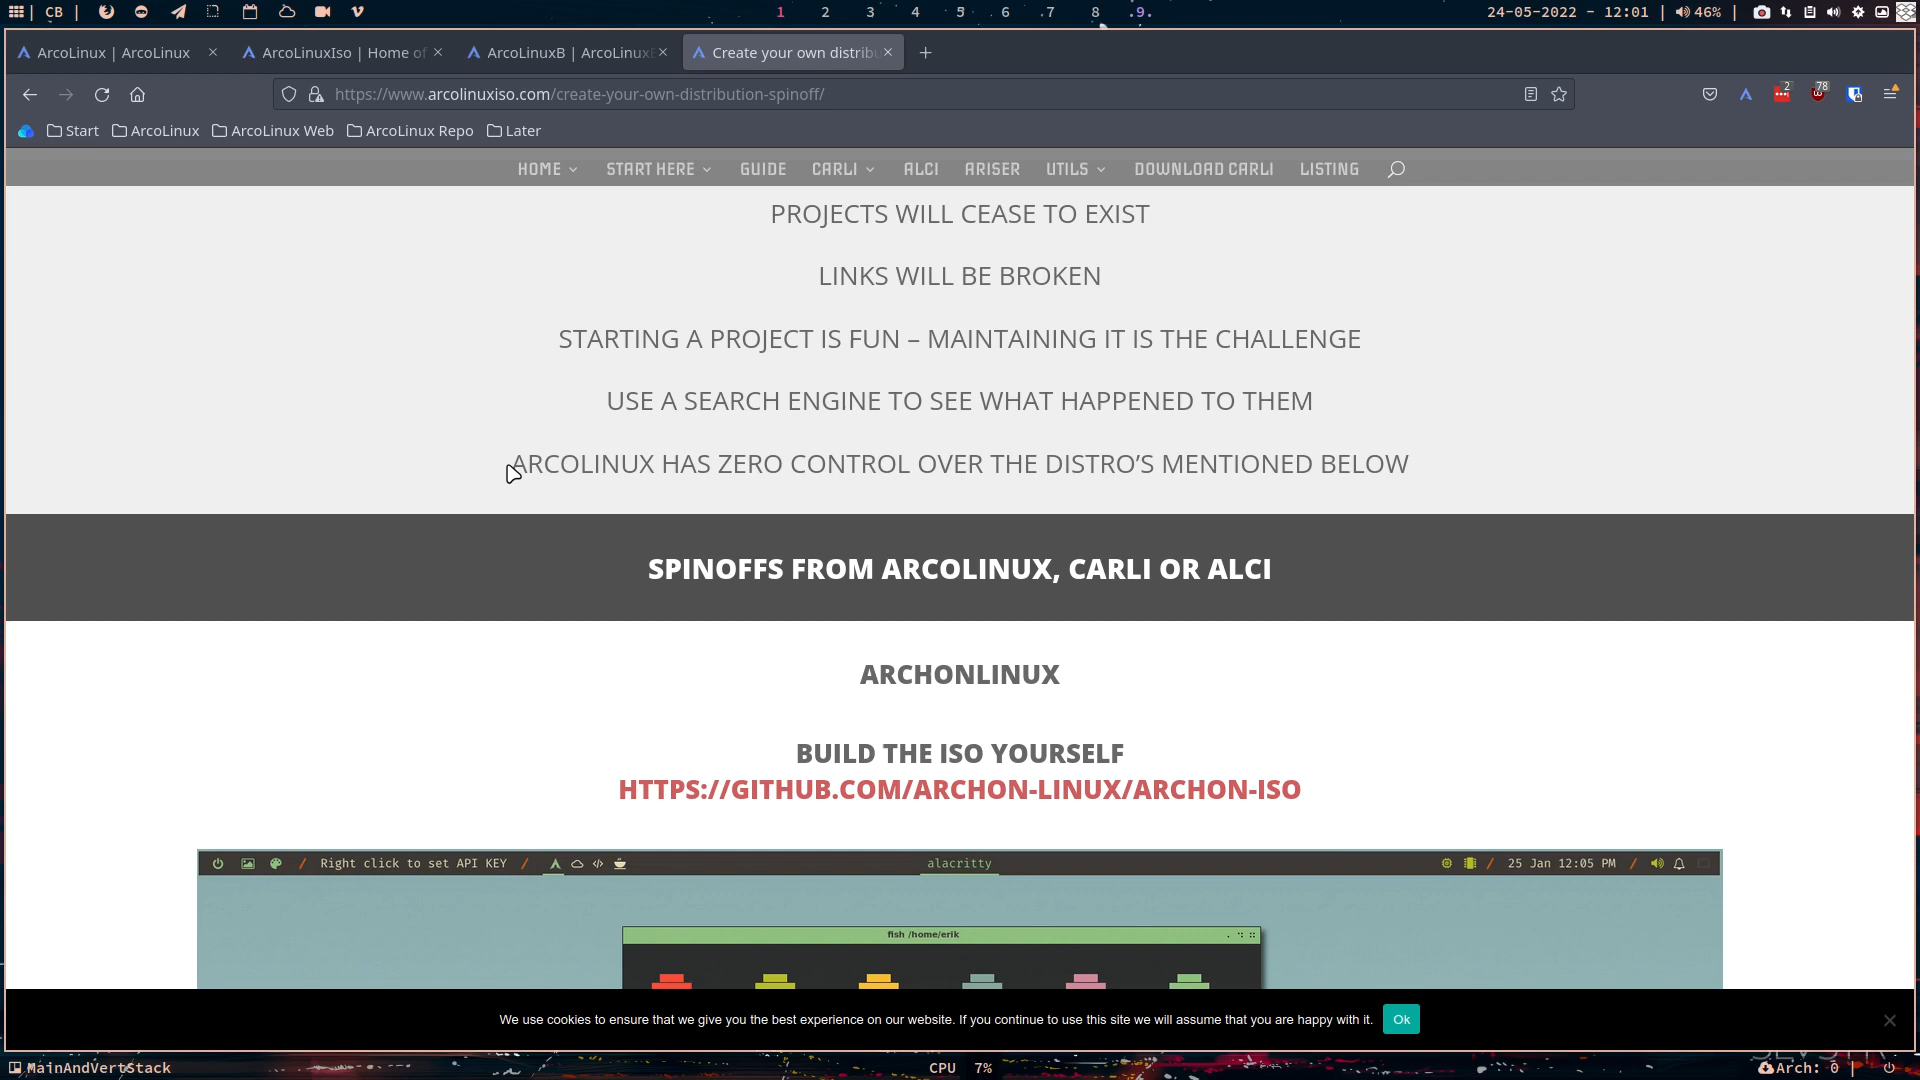 CB
1 2 3 4 5 6 7 8 9
24-05-2022 - 12:01 | 46% |
ArcoLinux | ArcoLinux
ArcoLinuxIso | Home of
ArcoLinuxB | ArcoLinux
Create your own distribu
https://www.arcolinuxiso.com/create-your-own-distribution-spinoff/
2
78
Start ArcoLinux ArcoLinux Web ArcoLinux Repo Later
HOME START HERE GUIDE CARLI ALCI ARISER UTILS DOWNLOAD CARLI LISTING
PROJECTS WILL CEASE TO EXIST
LINKS WILL BE BROKEN
STARTING A PROJECT IS FUN – MAINTAINING IT IS THE CHALLENGE
USE A SEARCH ENGINE TO SEE WHAT HAPPENED TO THEM
ARCOLINUX HAS ZERO CONTROL OVER THE DISTRO’S MENTIONED BELOW
SPINOFFS FROM ARCOLINUX, CARLI OR ALCI
ARCHONLINUX
BUILD THE ISO YOURSELF
HTTPS://GITHUB.COM/ARCHON-LINUX/ARCHON-ISO
/ Right click to set API KEY / alacritty / 25 Jan 12:05 PM /
fish /home/erik
We use cookies to ensure that we give you the best experience on our website. If you continue to use this site we will assume that you are happy with it. Ok
MainAndVertStack
CPU 7%
Arch: 0 |